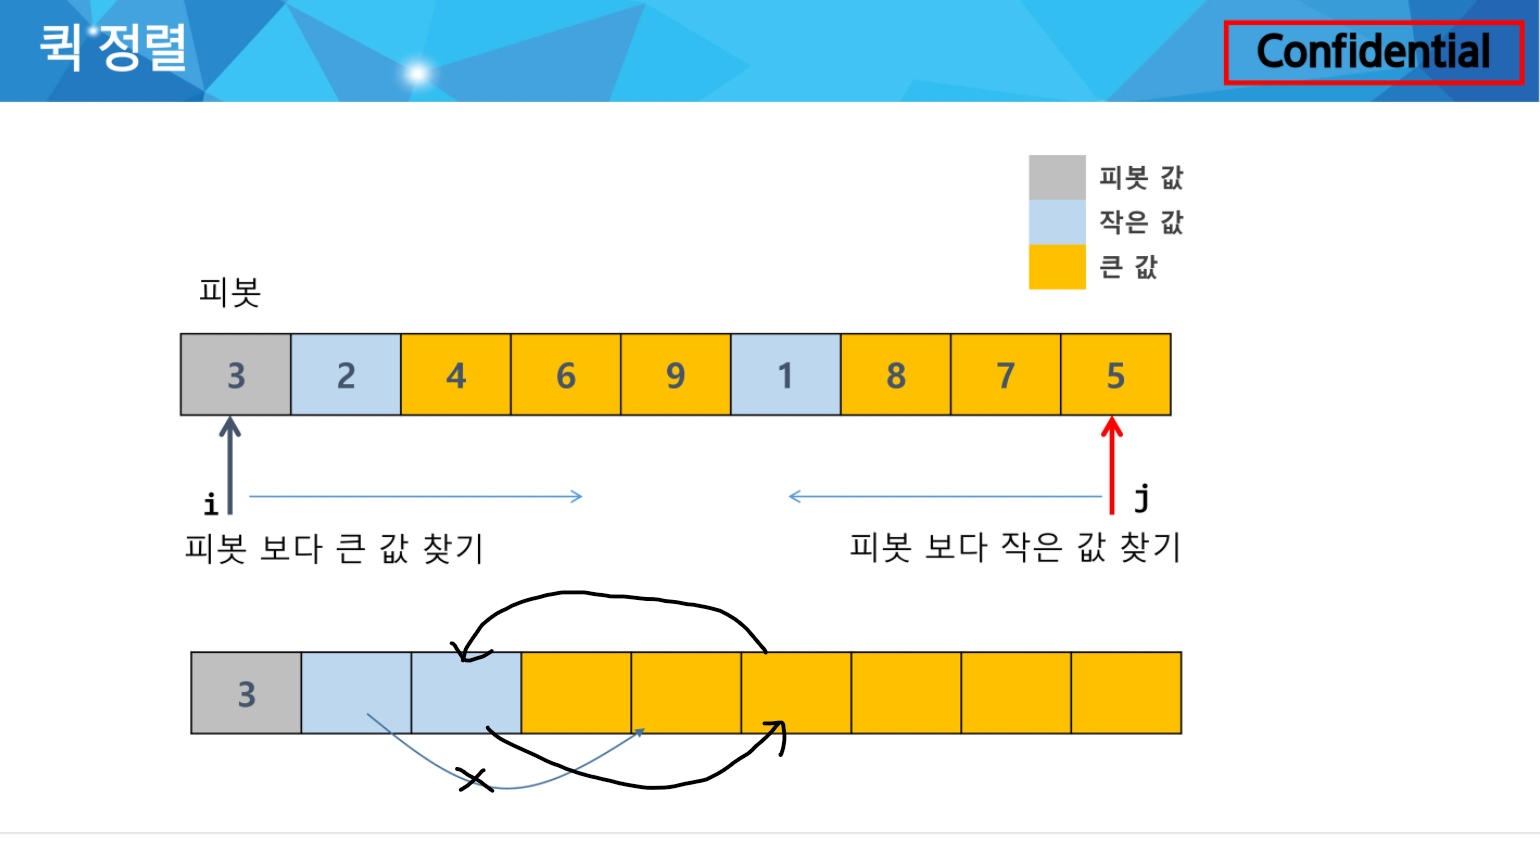 퀵 정렬
Confidential
피봇 값
작은 값
큰 값
피봇
3 2 4 6 9 1 8 7 5
i
j
피봇 보다 큰 값 찾기
피봇 보다 작은 값 찾기
3